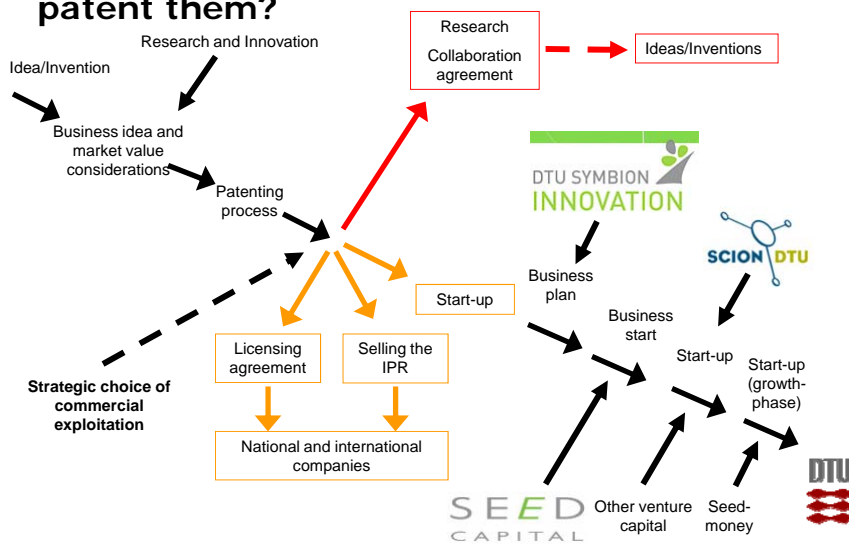 patent them?
Research and Innovation
Idea/Invention
Business idea and
market value
considerations
Patenting
process
Research
Collaboration
agreement
Ideas/Inventions
DTU SYMBION
INNOVATION
SCION DTU
Business
plan
Start-up
Business
start
Start-up
Start-up
(growth-
phase)
Licensing
agreement
Selling the
IPR
Strategic choice of
commercial
exploitation
National and international
companies
SEED
CAPITAL
Other venture
capital
Seed-
money
DTU